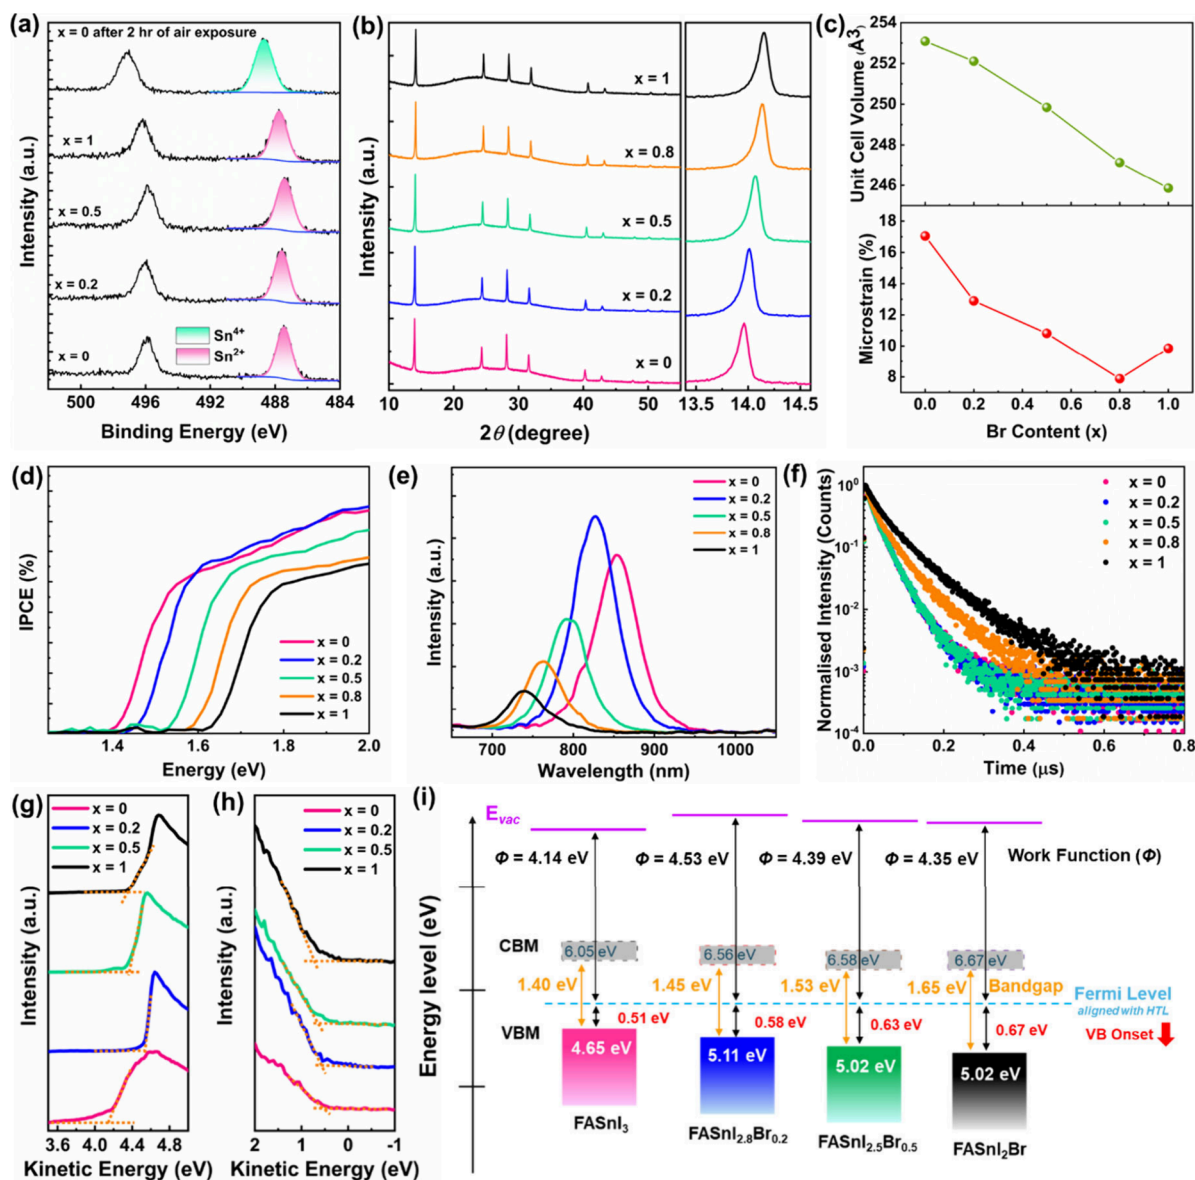 (a)
x = 0 after 2 hr of air exposure
x = 1
x = 0.5
x = 0.2
x = 0
Sn4+
Sn2+
Intensity (a.u.)
500 496 492 488 484
Binding Energy (eV)
(b)
x = 1
x = 0.8
x = 0.5
x = 0.2
x = 0
Intensity (a.u.)
10 20 30 40 50 13.5 14.0 14.5
2θ (degree)
(c)
254
252
250
248
246
Unit Cell Volume (Å3)
18
16
14
12
10
8
Microstrain (%)
0.0 0.2 0.4 0.6 0.8 1.0
Br Content (x)
(d)
IPCE (%)
x = 0
x = 0.2
x = 0.5
x = 0.8
x = 1
1.4 1.6 1.8 2.0
Energy (eV)
(e)
Intensity (a.u.)
x = 0
x = 0.2
x = 0.5
x = 0.8
x = 1
700 800 900 1000
Wavelength (nm)
(f)
Normalised Intensity (Counts)
10^0
10^-1
10^-2
10^-3
10^-4
x = 0
x = 0.2
x = 0.5
x = 0.8
x = 1
0.0 0.2 0.4 0.6 0.8
Time (µs)
(g)
Intensity (a.u.)
x = 0
x = 0.2
x = 0.5
x = 1
3.6 4.0 4.4 4.8
Kinetic Energy (eV)
(h)
Intensity (a.u.)
x = 0
x = 0.2
x = 0.5
x = 1
2 1 0 -1
Kinetic Energy (eV)
(i)
Energy level (eV)
Evac
Φ = 4.14 eV Φ = 4.53 eV Φ = 4.39 eV Φ = 4.35 eV Work Function (Φ)
CBM
6.05 eV 6.56 eV 6.58 eV 6.67 eV
1.40 eV 1.45 eV 1.53 eV 1.65 eV Bandgap
Fermi Level
aligned with HTL
0.51 eV 0.58 eV 0.63 eV 0.67 eV
VB Onset
VBM
4.65 eV 5.11 eV 5.02 eV 5.02 eV
FASnI3 FASnI2.8Br0.2 FASnI2.5Br0.5 FASnI2Br